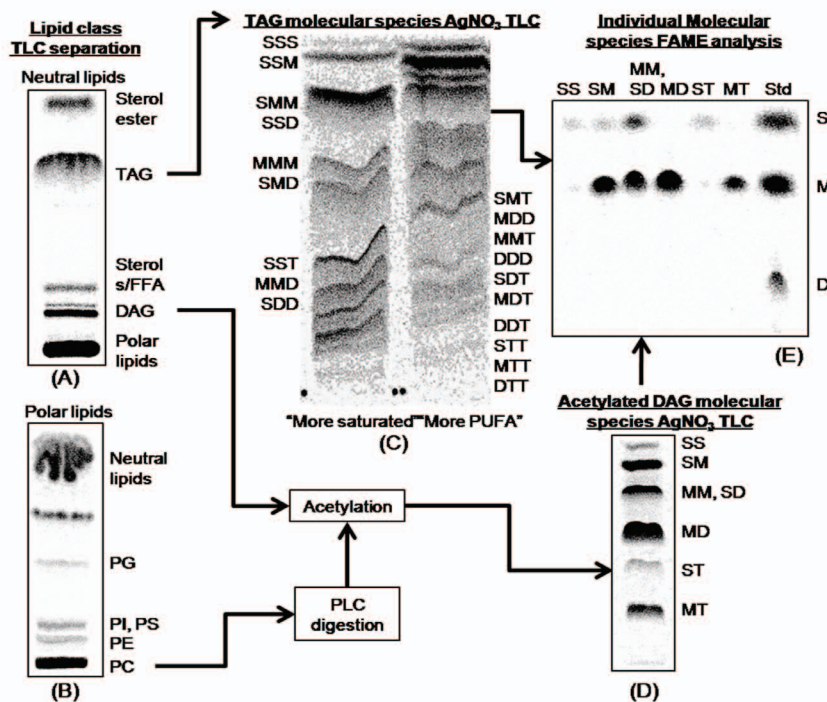 Lipid class
TLC separation
Neutral lipids
Sterol
ester
TAG
Sterol
s/FFA
DAG
Polar
lipids
(A)
Polar lipids
Neutral
lipids
PG
PI, PS
PE
PC
(B)
TAG molecular species AgNO₃ TLC
SSS
SSM
SMM
SSD
MMM
SMD
SST
MMD
SDD
SMT
MDD
MMT
DDD
SDT
MDT
DDT
STT
MTT
DTT
"More saturated" "More PUFA"
(C)
Acetylation
PLC
digestion
Individual Molecular
species FAME analysis
MM,
SS SM SD MD ST MT Std
S
M
D
(E)
Acetylated DAG molecular
species AgNO₃ TLC
SS
SM
MM, SD
MD
ST
MT
(D)